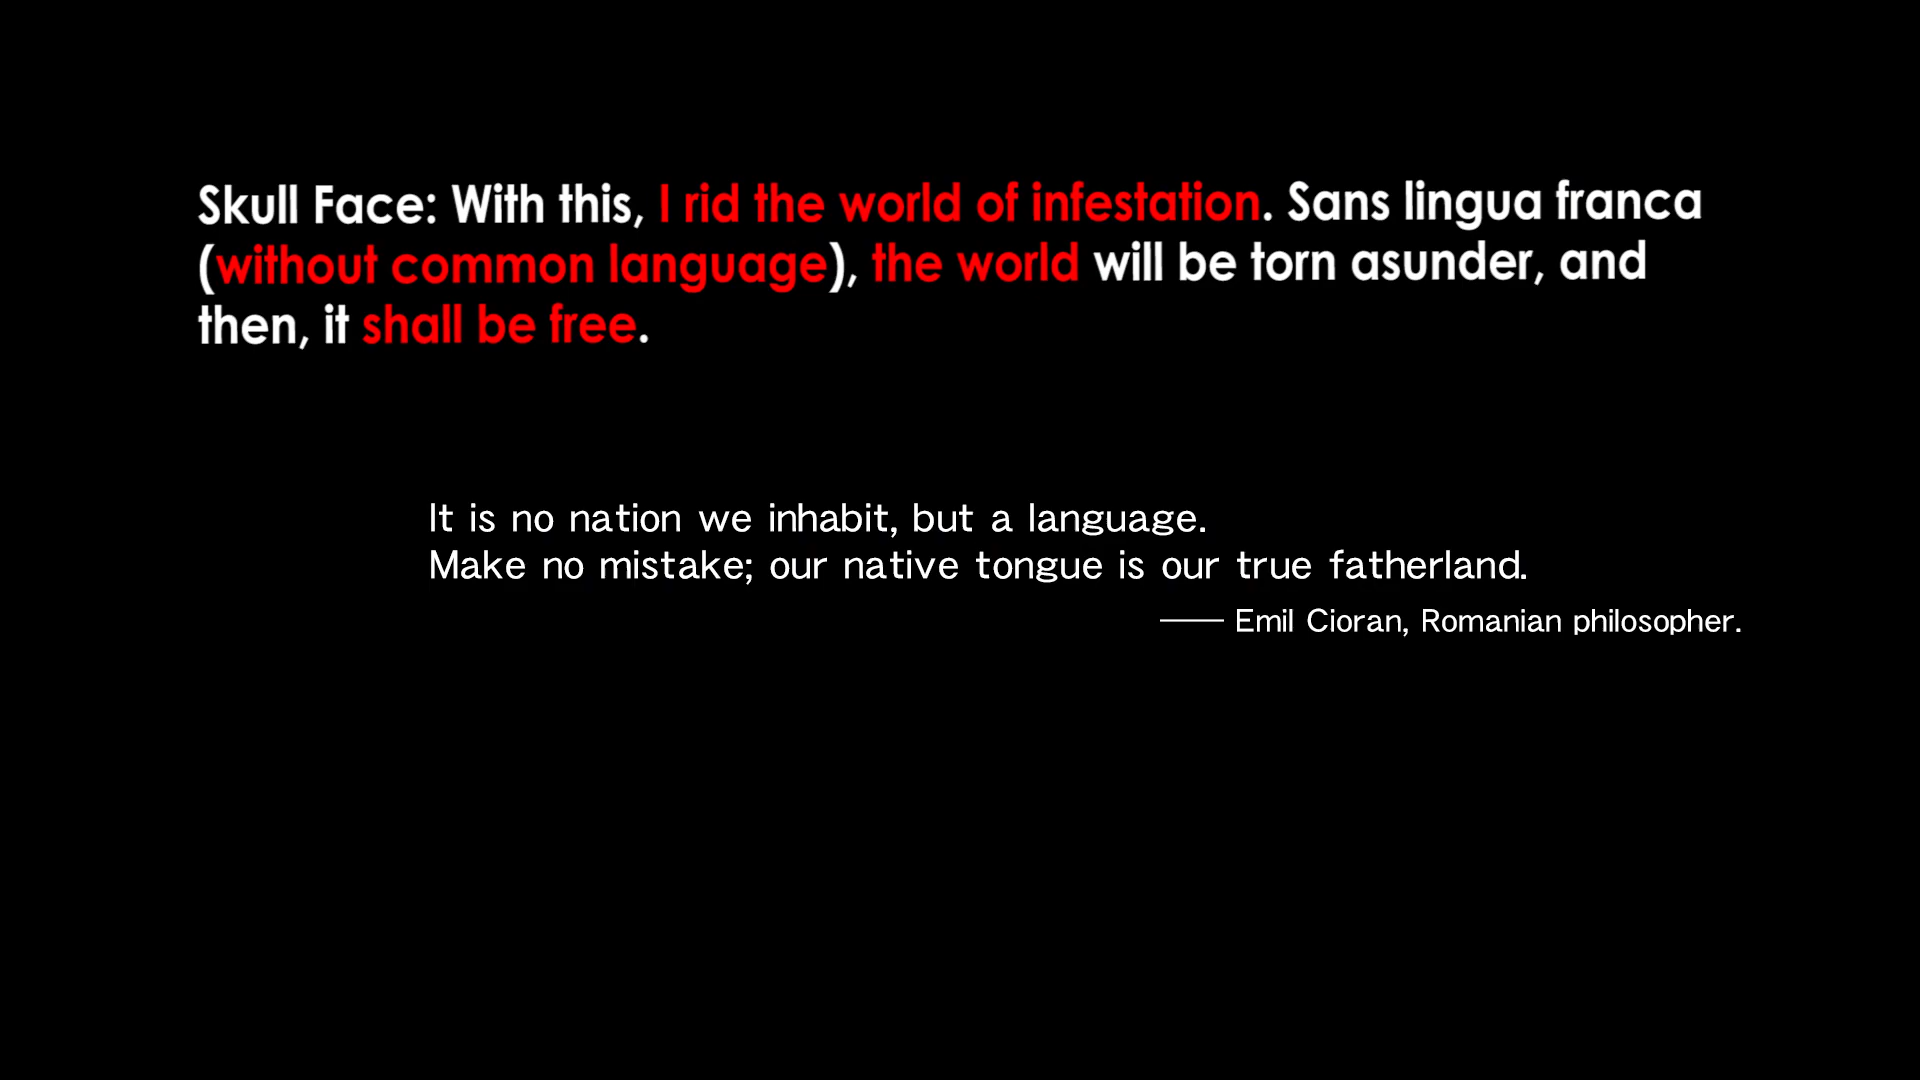 Skull Face: With this, I rid the world of infestation. Sans lingua franca
(without common language), the world will be torn asunder, and
then, it shall be free.
It is no nation we inhabit, but a language.
Make no mistake; our native tongue is our true fatherland.
—— Emil Cioran, Romanian philosopher.